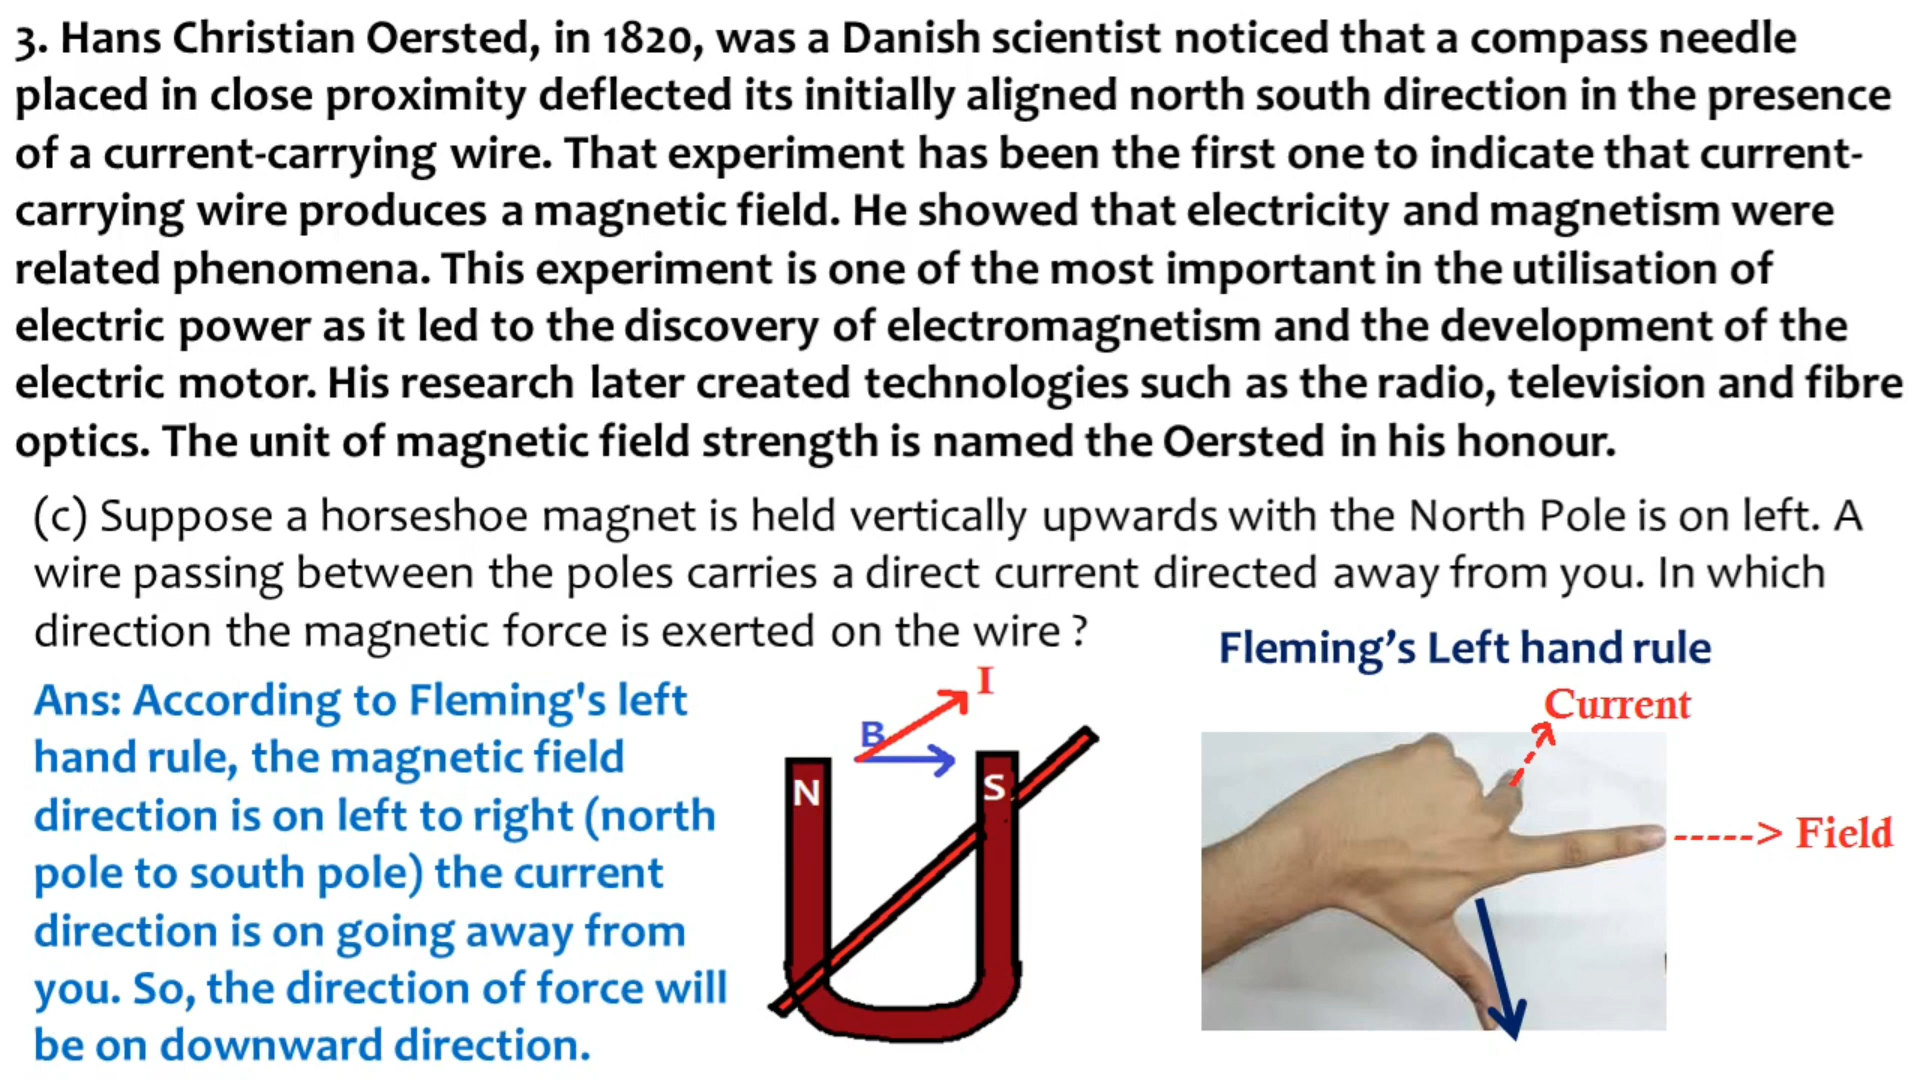 3. Hans Christian Oersted, in 1820, was a Danish scientist noticed that a compass needle
placed in close proximity deflected its initially aligned north south direction in the presence
of a current-carrying wire. That experiment has been the first one to indicate that current-
carrying wire produces a magnetic field. He showed that electricity and magnetism were
related phenomena. This experiment is one of the most important in the utilisation of
electric power as it led to the discovery of electromagnetism and the development of the
electric motor. His research later created technologies such as the radio, television and fibre
optics. The unit of magnetic field strength is named the Oersted in his honour.
(c) Suppose a horseshoe magnet is held vertically upwards with the North Pole is on left. A
wire passing between the poles carries a direct current directed away from you. In which
direction the magnetic force is exerted on the wire ?
Ans: According to Fleming's left
hand rule, the magnetic field
direction is on left to right (north
pole to south pole) the current
direction is on going away from
you. So, the direction of force will
be on downward direction.
I
B
N
S
Fleming's Left hand rule
Current
-----> Field